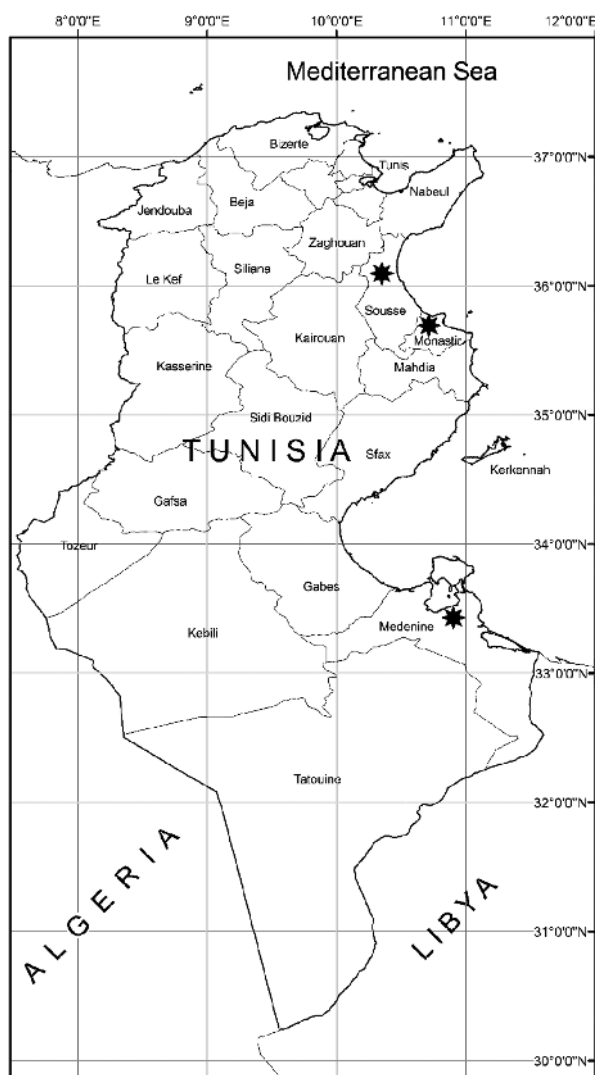 8°0'0"E 9°0'0"E 10°0'0"E 11°0'0"E 12°0'0"E
Mediterranean Sea
Bizerte
Tunis
37°0'0"N
Nabeul
Jendouba
Beja
Zaghouan
Siliana
Le Kef
36°0'0"N
Sousse
Kairouan
Monastir
Kasserine
Mahdia
35°0'0"N
Sidi Bouzid
TUNISIA
Sfax
Kerkennah
Gafsa
34°0'0"N
Tozeur
Gabes
Medenine
Kebili
33°0'0"N
Tatouine
32°0'0"N
ALGERIA
LIBYA
31°0'0"N
30°0'0"N